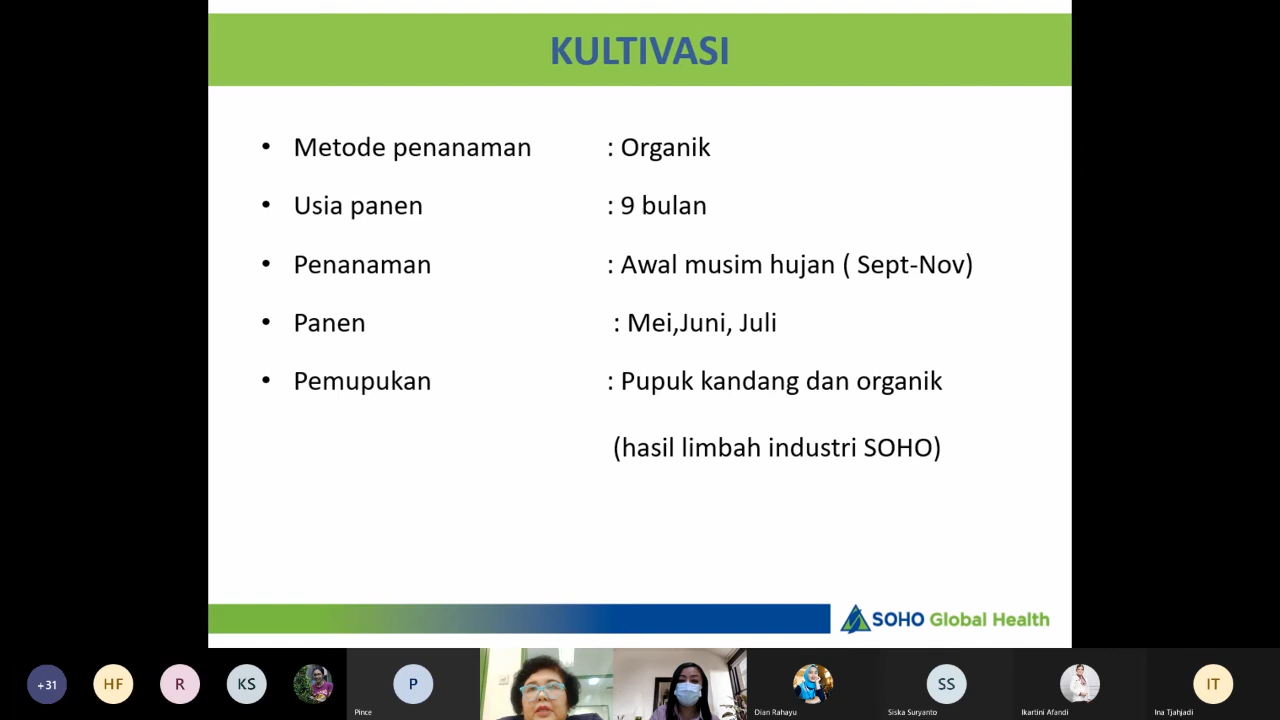 KULTIVASI
• Metode penanaman : Organik
• Usia panen : 9 bulan
• Penanaman : Awal musim hujan ( Sept-Nov)
• Panen : Mei,Juni, Juli
• Pemupukan : Pupuk kandang dan organik
(hasil limbah industri SOHO)
SOHO Global Health
+31 HF R KS P SS IT
Pince Dian Rahayu Siska Suryanto Ikartini Afandi Ina Tjahjadi